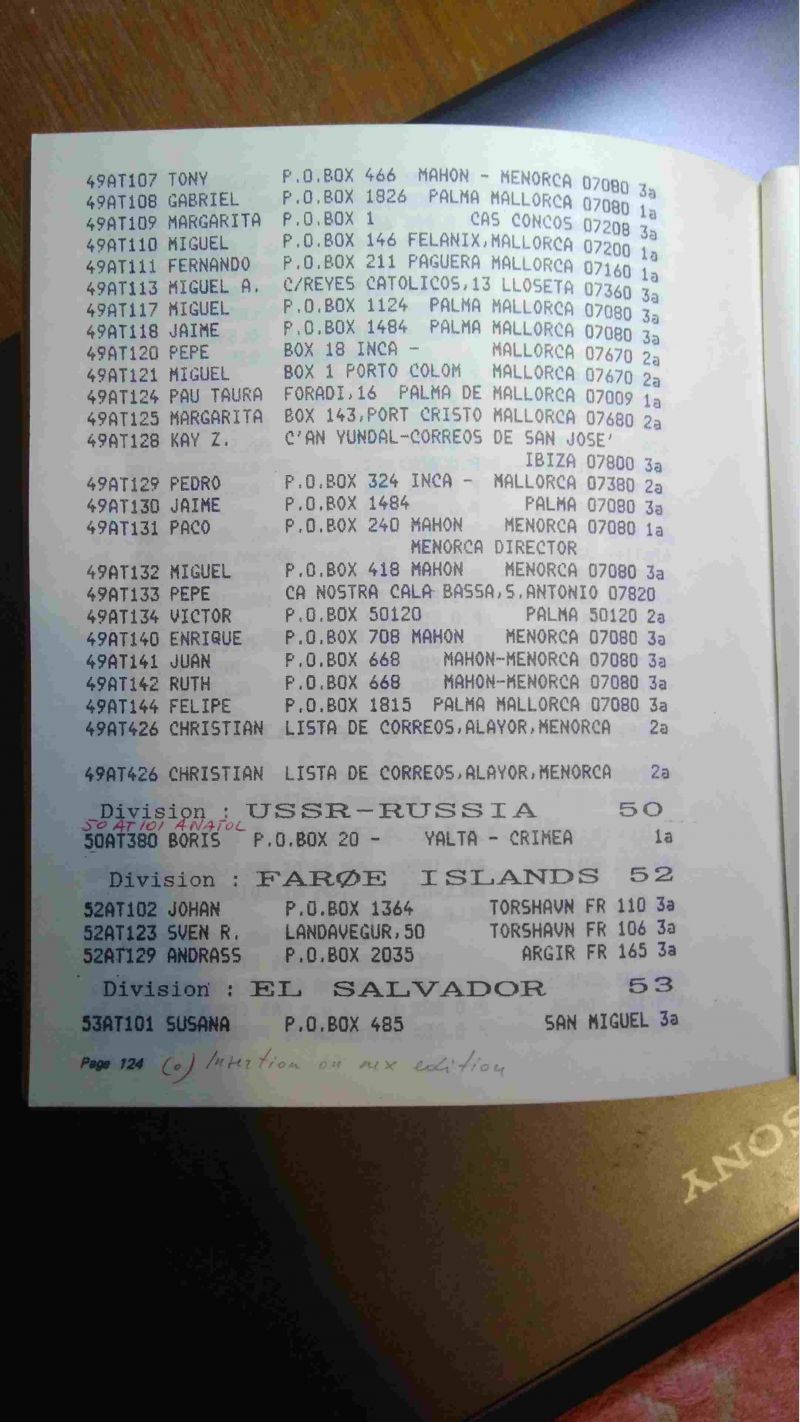 49AT107 TONY P.O.BOX 466 MAHON - MENORCA 07080 3a
49AT108 GABRIEL P.O.BOX 1826 PALMA MALLORCA 07080 1a
49AT109 MARGARITA P.O.BOX 1 CAS CONCOS 07208 3a
49AT110 MIGUEL P.O.BOX 146 FELANIX,MALLORCA 07200 1a
49AT111 FERNANDO P.O.BOX 211 PAGUERA MALLORCA 07160 1a
49AT113 MIGUEL A. C/REYES CATOLICOS,13 LLOSETA 07360 3a
49AT117 MIGUEL P.O.BOX 1124 PALMA MALLORCA 07080 3a
49AT118 JAIME P.O.BOX 1484 PALMA MALLORCA 07080 3a
49AT120 PEPE BOX 18 INCA - MALLORCA 07670 2a
49AT121 MIGUEL BOX 1 PORTO COLOM MALLORCA 07670 2a
49AT124 PAU TAURA FORADI,16 PALMA DE MALLORCA 07009 1a
49AT125 MARGARITA BOX 143,PORT CRISTO MALLORCA 07680 2a
49AT128 KAY Z. C'AN YUNDAL-CORREOS DE SAN JOSE'
IBIZA 07800 3a
49AT129 PEDRO P.O.BOX 324 INCA - MALLORCA 07380 2a
49AT130 JAIME P.O.BOX 1484 PALMA 07080 3a
49AT131 PACO P.O.BOX 240 MAHON MENORCA 07080 1a
MENORCA DIRECTOR
49AT132 MIGUEL P.O.BOX 418 MAHON MENORCA 07080 3a
49AT133 PEPE CA NOSTRA CALA BASSA,S.ANTONIO 07820
49AT134 VICTOR P.O.BOX 50120 PALMA 50120 2a
49AT140 ENRIQUE P.O.BOX 708 MAHON MENORCA 07080 3a
49AT141 JUAN P.O.BOX 668 MAHON-MENORCA 07080 3a
49AT142 RUTH P.O.BOX 668 MAHON-MENORCA 07080 3a
49AT144 FELIPE P.O.BOX 1815 PALMA MALLORCA 07080 3a
49AT426 CHRISTIAN LISTA DE CORREOS,ALAYOR,MENORCA 2a
49AT426 CHRISTIAN LISTA DE CORREOS,ALAYOR,MENORCA 2a
Division : USSR-RUSSIA 50
50 AT 101 ANATOL
50AT380 BORIS P.O.BOX 20 - YALTA - CRIMEA 1a
Division : FARØE ISLANDS 52
52AT102 JOHAN P.O.BOX 1364 TORSHAVN FR 110 3a
52AT123 SVEN R. LANDAVEGUR,50 TORSHAVN FR 106 3a
52AT129 ANDRASS P.O.BOX 2035 ARGIR FR 165 3a
Division : EL SALVADOR 53
53AT101 SUSANA P.O.BOX 485 SAN MIGUEL 3a
Page 124 (o) Insertion on nex edition
SONY